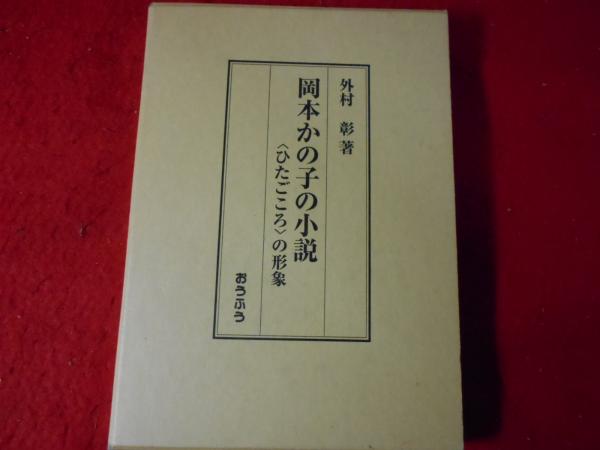 外村 彰著
岡本かの子の小説
〈ひたごころ〉の形象
おうふう